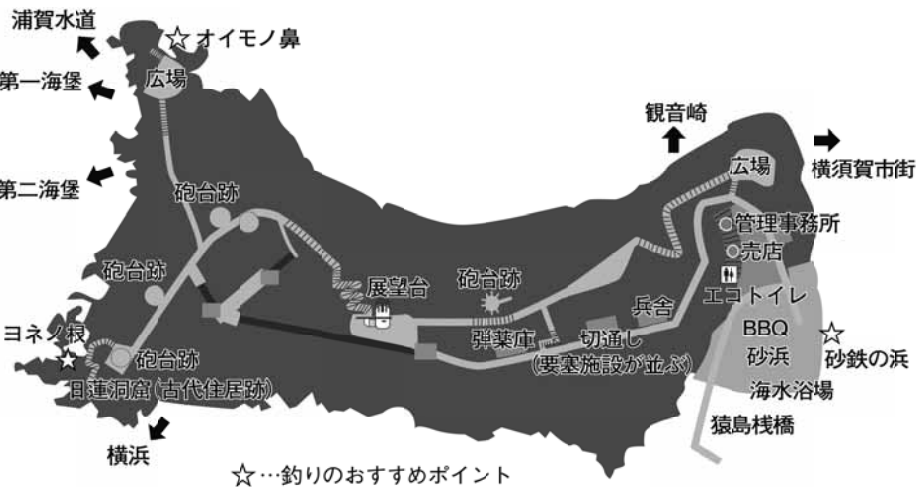 浦賀水道
☆オイモノ鼻
第一海堡
広場
観音崎
広場
横須賀市街
第二海堡
砲台跡
管理事務所
売店
砲台跡
展望台
砲台跡
兵舎
エコトイレ
ヨネノ根
☆
砲台跡
弾薬庫
切通し
(要塞施設が並ぶ)
BBQ
砂浜
☆
砂鉄の浜
日蓮洞窟(古代住居跡)
海水浴場
猿島桟橋
横浜
☆…釣りのおすすめポイント